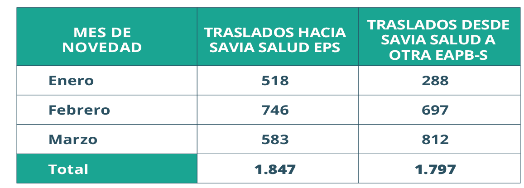 MES DE
NOVEDAD
TRASLADOS HACIA
SAVIA SALUD EPS
TRASLADOS DESDE
SAVIA SALUD A
OTRA EAPB-S
Enero 518 288
Febrero 746 697
Marzo 583 812
Total 1.847 1.797